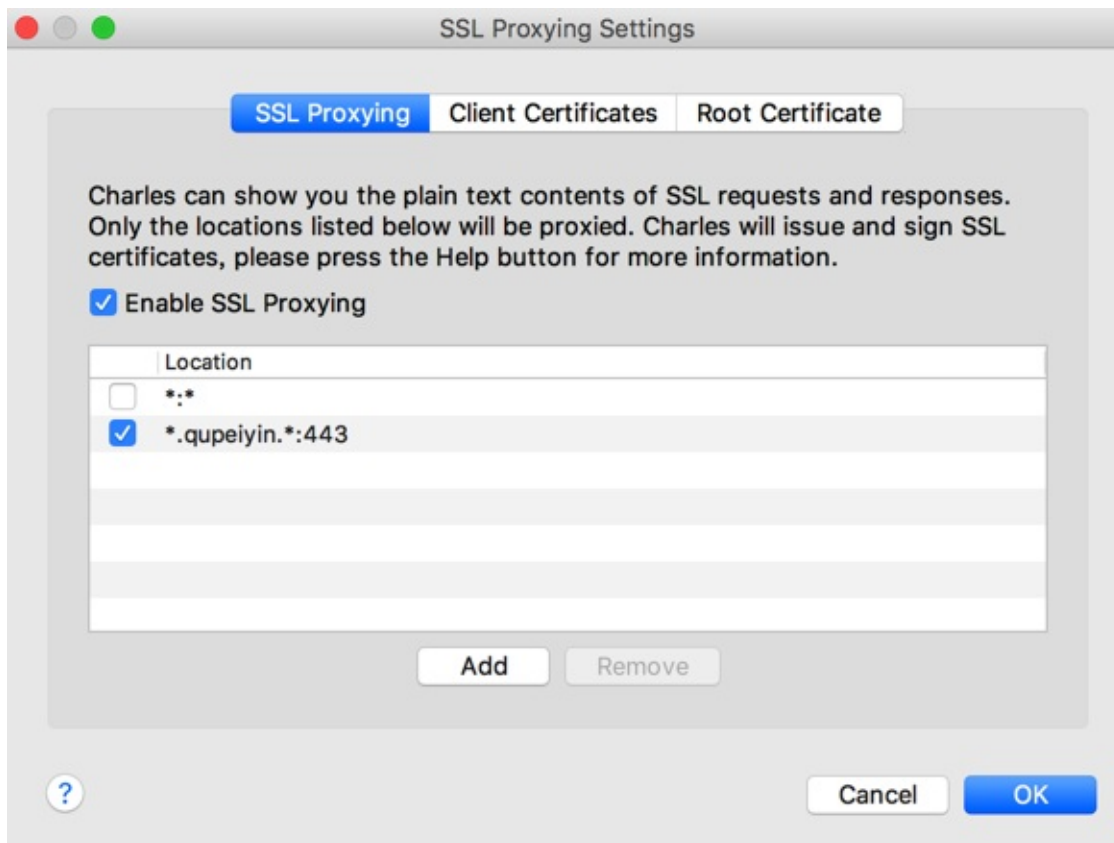 SSL Proxying Settings
SSL Proxying Client Certificates Root Certificate
Charles can show you the plain text contents of SSL requests and responses.
Only the locations listed below will be proxied. Charles will issue and sign SSL
certificates, please press the Help button for more information.
Enable SSL Proxying
Location
*:*
*.qupeiyin.*:443
Add Remove
? Cancel OK